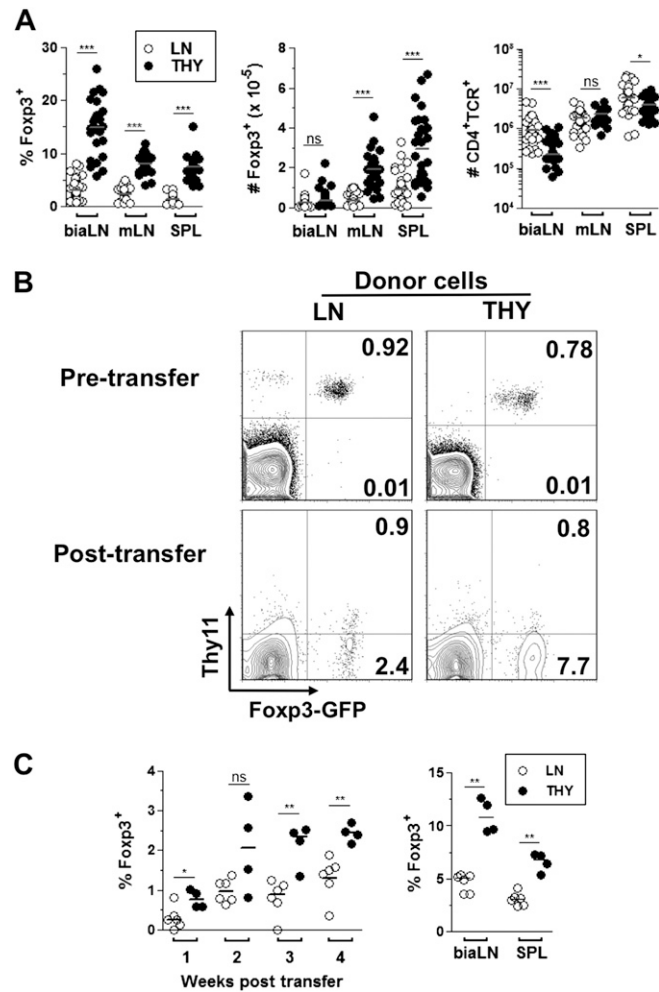 A
LN
THY
% Foxp3⁺
30
20
10
0
***
***
***
biaLN mLN SPL
# Foxp3⁺ (x 10⁻⁵)
8
6
4
2
0
ns
***
***
biaLN mLN SPL
# CD4⁺TCR⁺
10⁸
10⁷
10⁶
10⁵
10⁴
***
ns
*
biaLN mLN SPL
B
Donor cells
LN THY
Pre-transfer
0.92
0.01
0.78
0.01
Post-transfer
0.9
2.4
0.8
7.7
Thy11
Foxp3-GFP
C
% Foxp3⁺
4
3
2
1
0
*
ns
**
**
1 2 3 4
Weeks post transfer
% Foxp3⁺
15
10
5
0
**
**
LN
THY
biaLN SPL